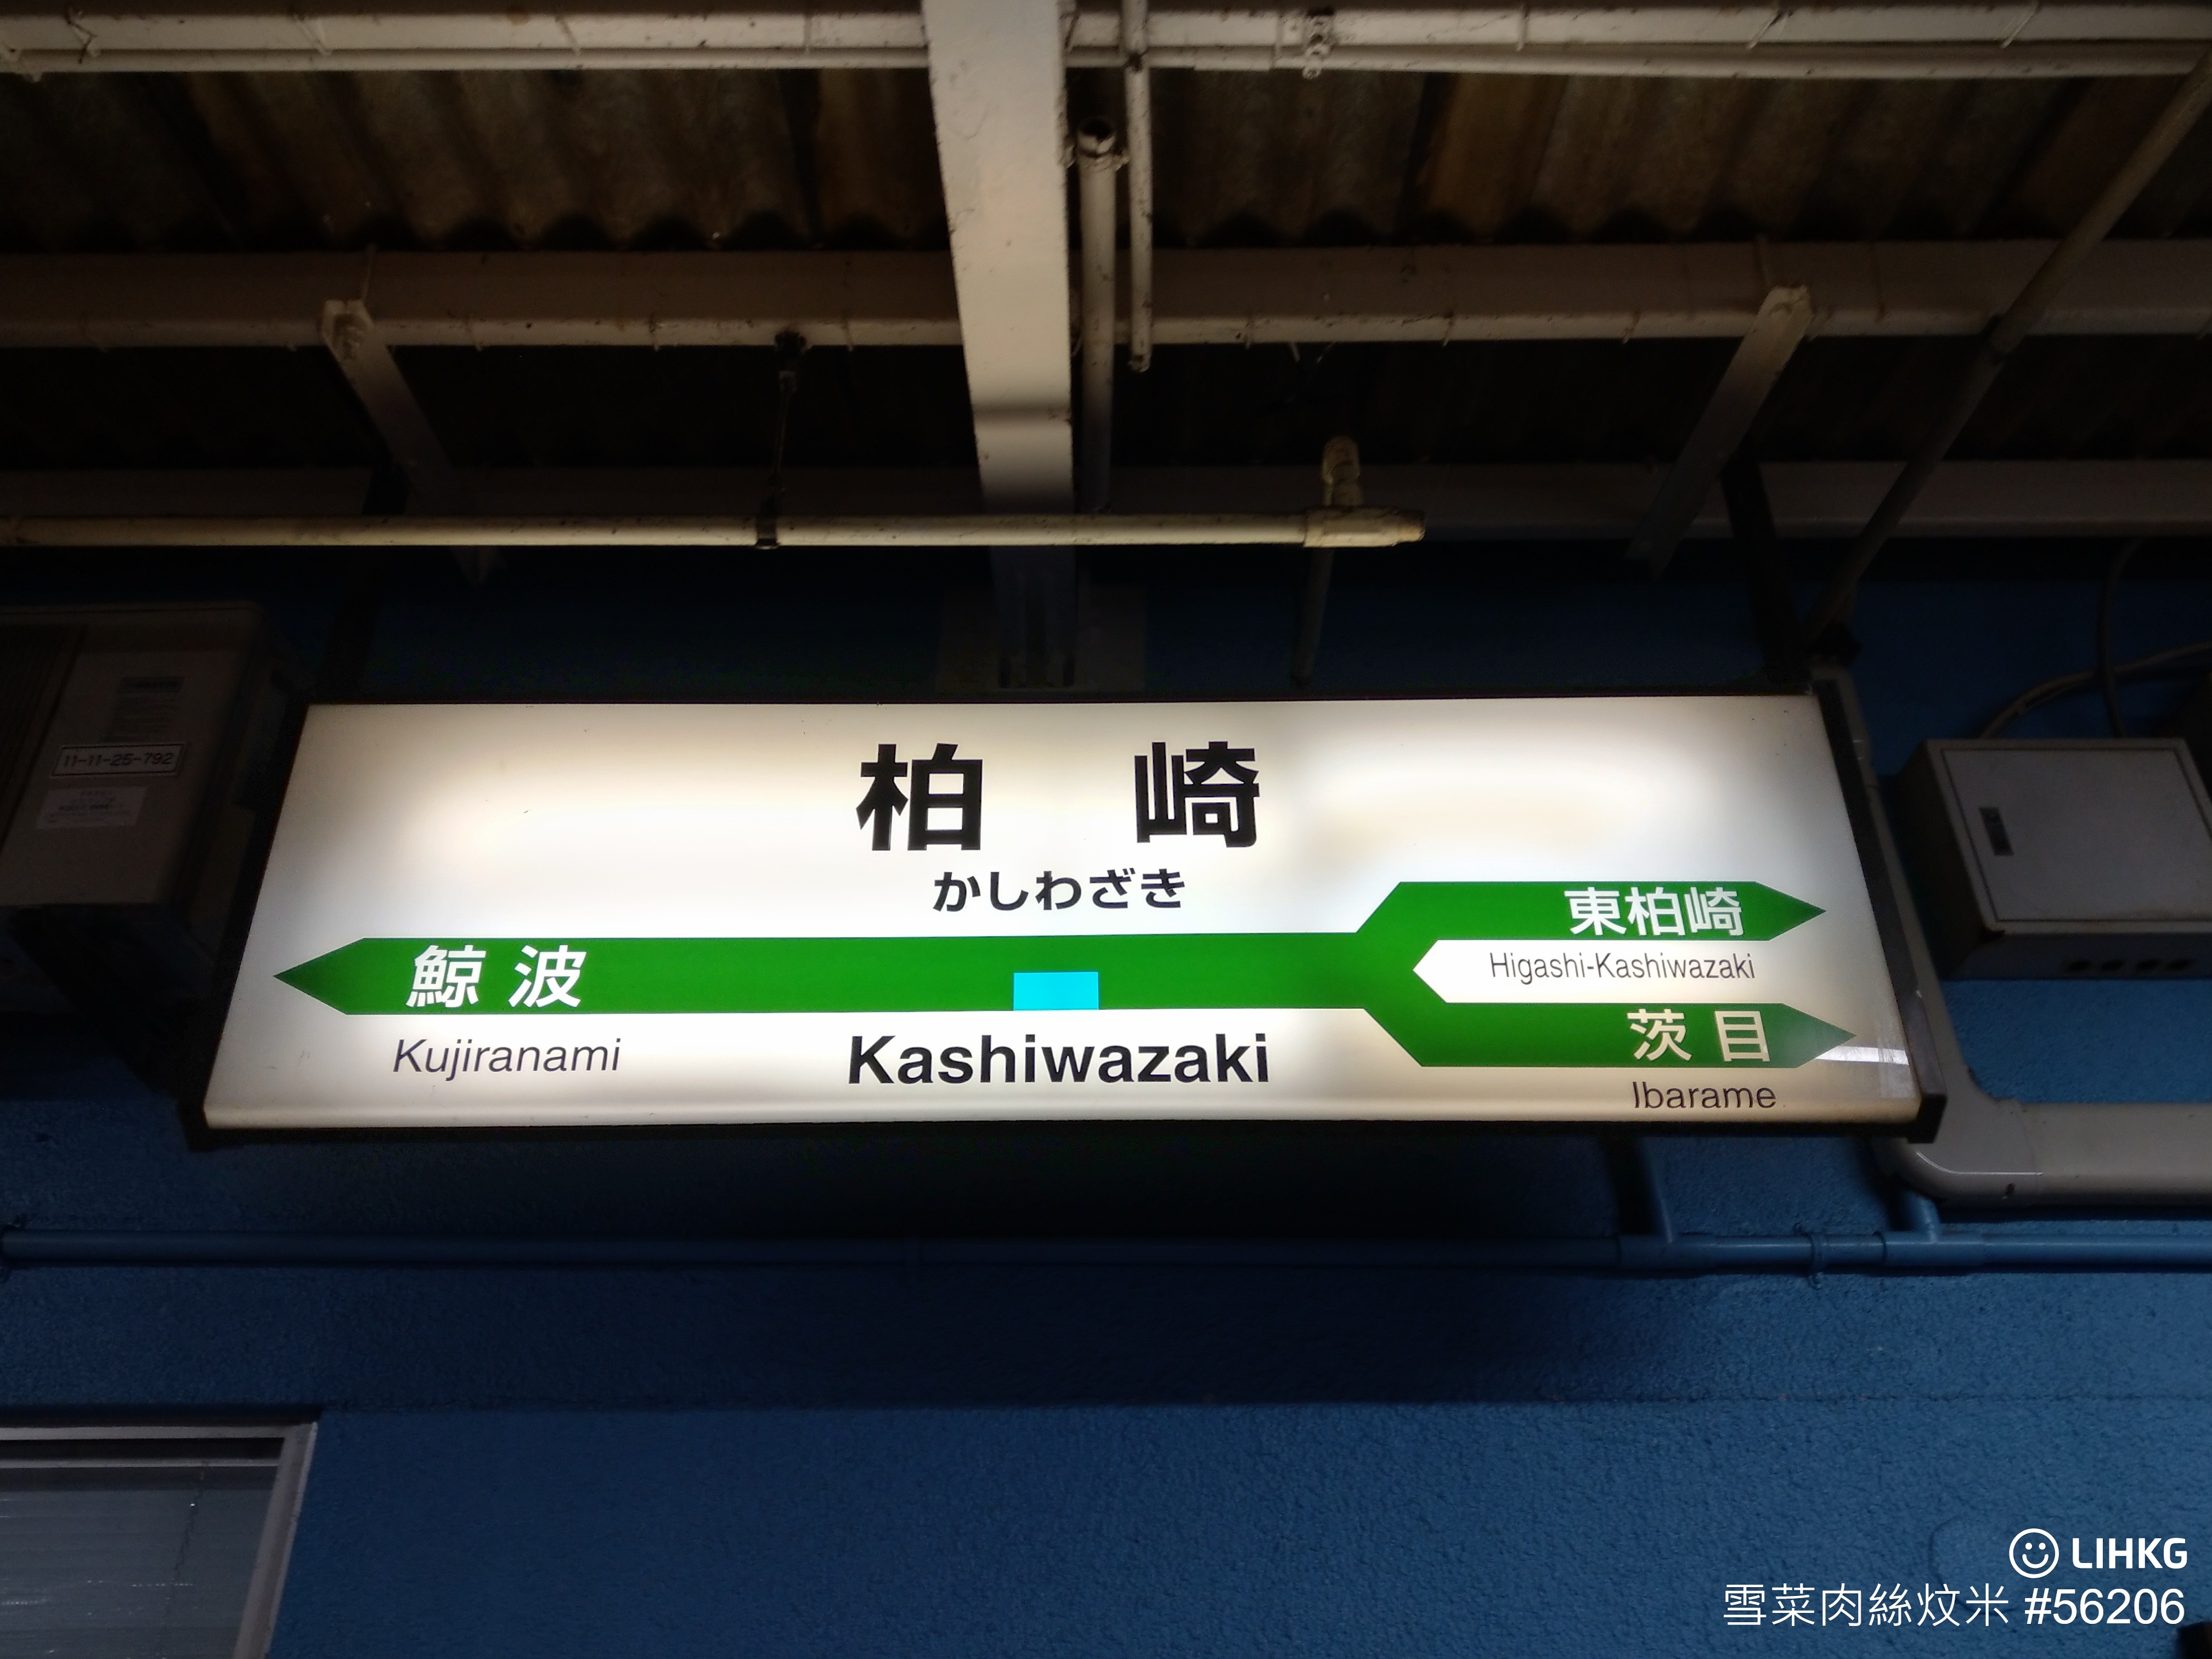 11-11-25-792
柏崎
かしわざき
東柏崎
Higashi-Kashiwazaki
鯨波
Kujiranami
Kashiwazaki
茨目
Ibarame
LIHKG
雪菜肉絲炆米 #56206